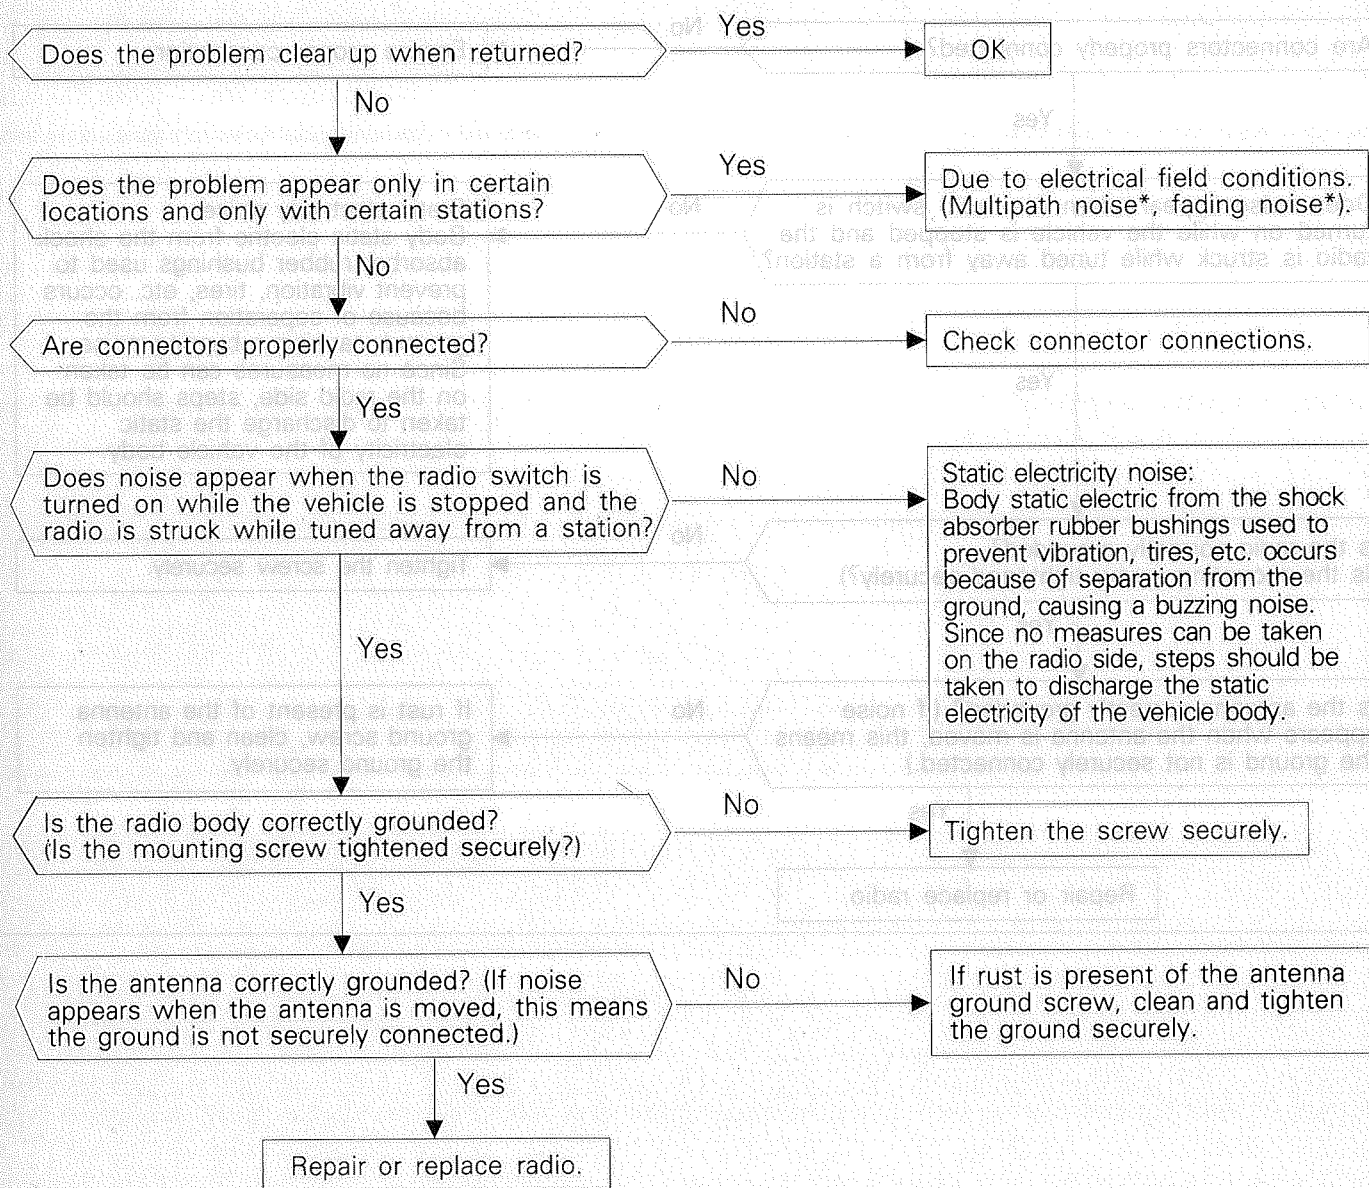 Does the problem clear up when returned?
Yes
OK
No
Does the problem appear only in certain
locations and only with certain stations?
Yes
Due to electrical field conditions.
(Multipath noise*, fading noise*).
No
Are connectors properly connected?
No
Check connector connections.
Yes
Does noise appear when the radio switch is
turned on while the vehicle is stopped and the
radio is struck while tuned away from a station?
No
Static electricity noise:
Body static electric from the shock
absorber rubber bushings used to
prevent vibration, tires, etc. occurs
because of separation from the
ground, causing a buzzing noise.
Since no measures can be taken
on the radio side, steps should be
taken to discharge the static
electricity of the vehicle body.
Yes
Is the radio body correctly grounded?
(Is the mounting screw tightened securely?)
No
Tighten the screw securely.
Yes
Is the antenna correctly grounded? (If noise
appears when the antenna is moved, this means
the ground is not securely connected.)
No
If rust is present of the antenna
ground screw, clean and tighten
the ground securely.
Yes
Repair or replace radio.